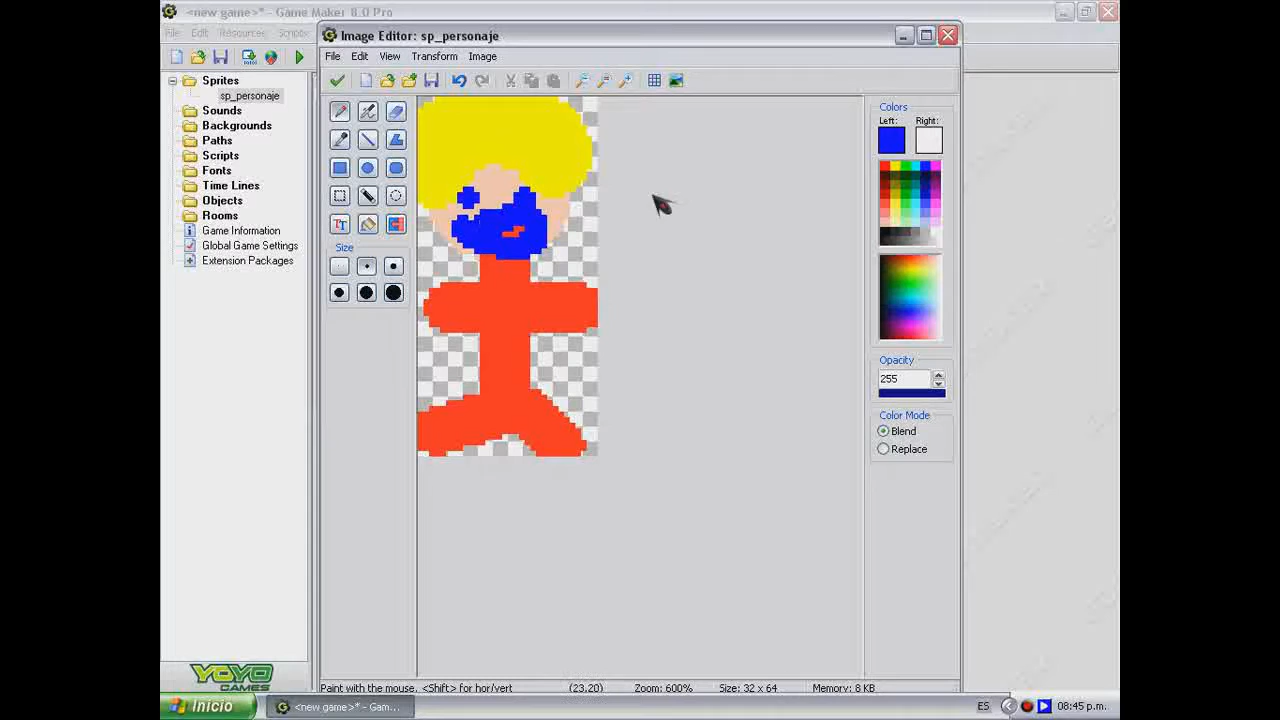 <new game>* - Game Maker 8.0 Pro
File Edit Resources Scripts
Image Editor: sp_personaje
File Edit View Transform Image
Sprites
sp_personaje
Sounds
Backgrounds
Paths
Scripts
Fonts
Time Lines
Objects
Rooms
Game Information
Global Game Settings
Extension Packages
Size
Colors
Left: Right:
Opacity
255
Color Mode
Blend
Replace
YOYO
GAMES
Paint with the mouse. <Shift> for hor/vert (23,20) Zoom: 600% Size: 32 x 64 Memory: 8 KB
Inicio <new game>* - Gam... ES 08:45 p.m.